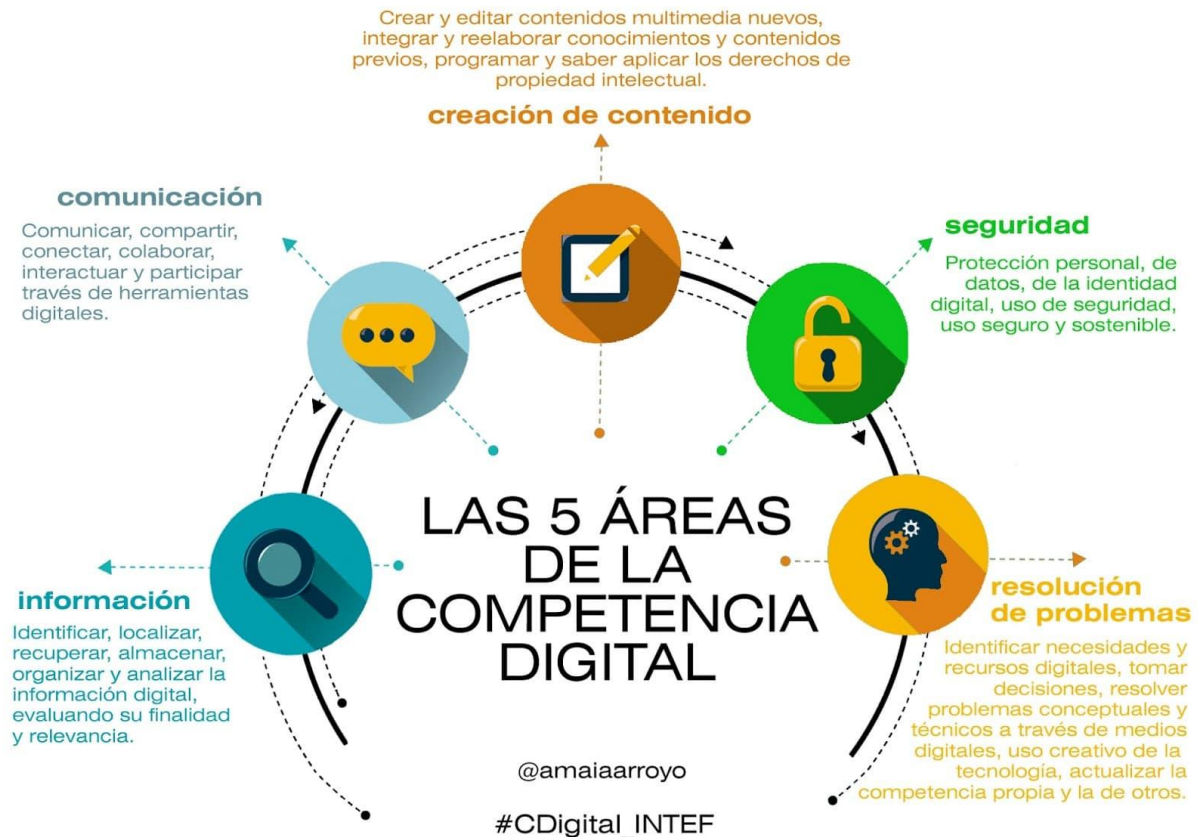 Crear y editar contenidos multimedia nuevos,
integrar y reelaborar conocimientos y contenidos
previos, programar y saber aplicar los derechos de
propiedad intelectual.
creación de contenido
comunicación
Comunicar, compartir,
conectar, colaborar,
interactuar y participar
través de herramientas
digitales.
seguridad
Protección personal, de
datos, de la identidad
digital, uso de seguridad,
uso seguro y sostenible.
información
Identificar, localizar,
recuperar, almacenar,
organizar y analizar la
información digital,
evaluando su finalidad
y relevancia.
LAS 5 ÁREAS
DE LA
COMPETENCIA
DIGITAL
resolución
de problemas
Identificar necesidades y
recursos digitales, tomar
decisiones, resolver
problemas conceptuales y
técnicos a través de medios
digitales, uso creativo de la
tecnología, actualizar la
competencia propia y la de otros.
@amaiaarroyo
#CDigital_INTEF